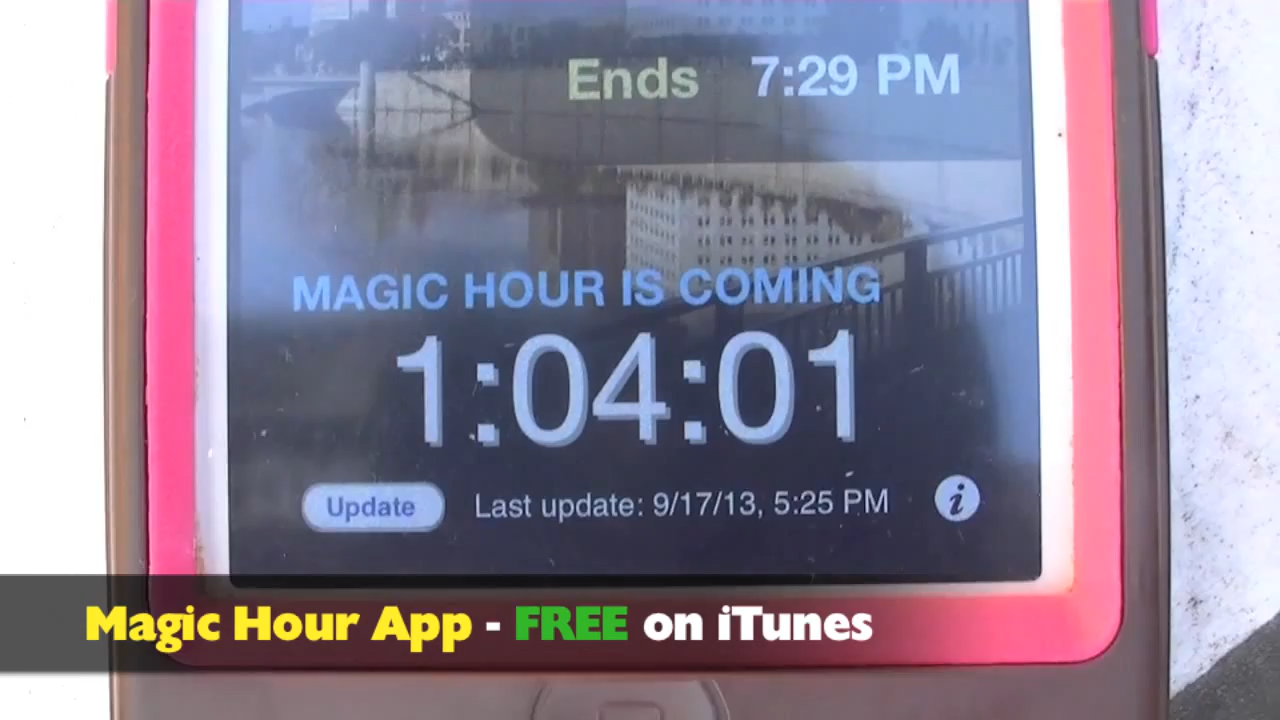 Ends 7:29 PM
MAGIC HOUR IS COMING
1:04:01
Update Last update: 9/17/13, 5:25 PM i
Magic Hour App - FREE on iTunes